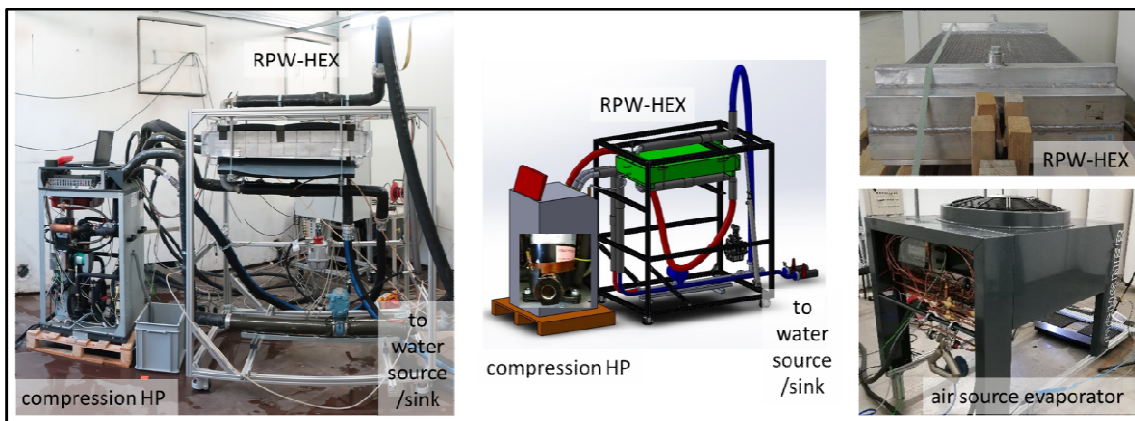 RPW-HEX
compression HP
to
water
source
/sink
RPW-HEX
compression HP
to
water
source
/sink
RPW-HEX
air source evaporator